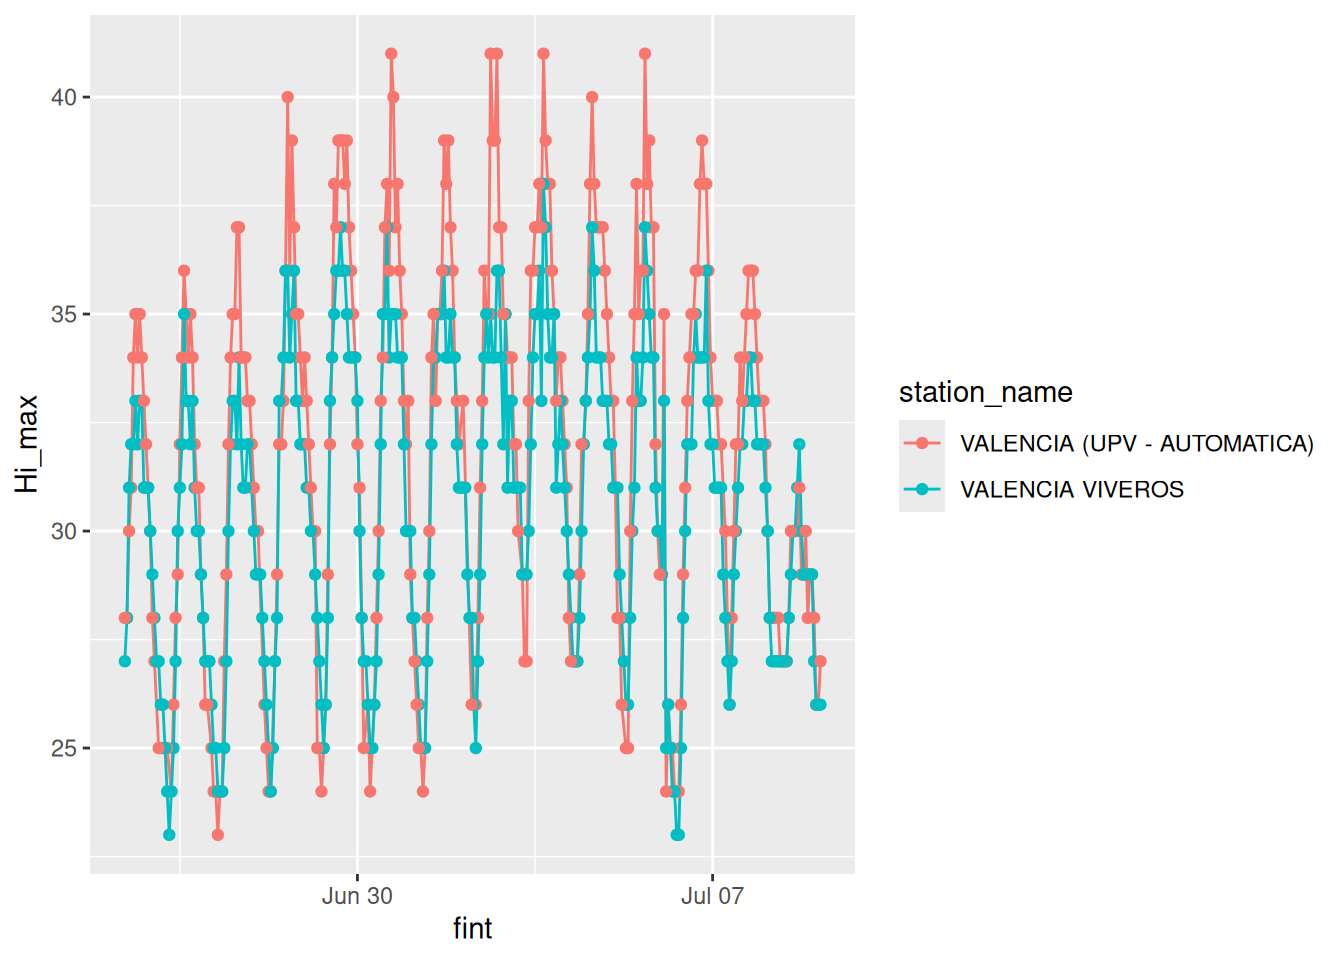 Hi_max
40
35
30
25
Jun 30
Jul 07
fint
station_name
VALENCIA (UPV - AUTOMATICA)
VALENCIA VIVEROS